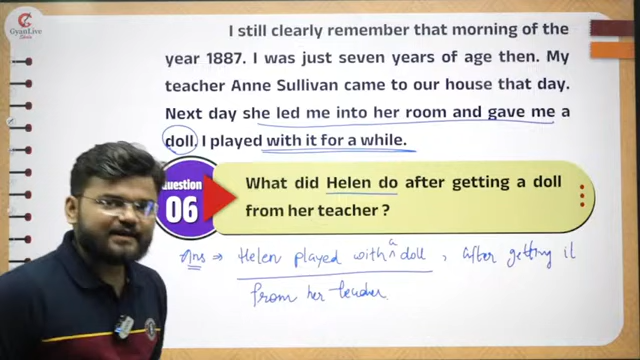 GyanLive
I still clearly remember that morning of the
year 1887. I was just seven years of age then. My
teacher Anne Sullivan came to our house that day.
Next day she led me into her room and gave me a
doll. I played with it for a while.
Question
06
What did Helen do after getting a doll
from her teacher ?
Ans ⇒ Helen played with a doll, after getting it
from her teacher.